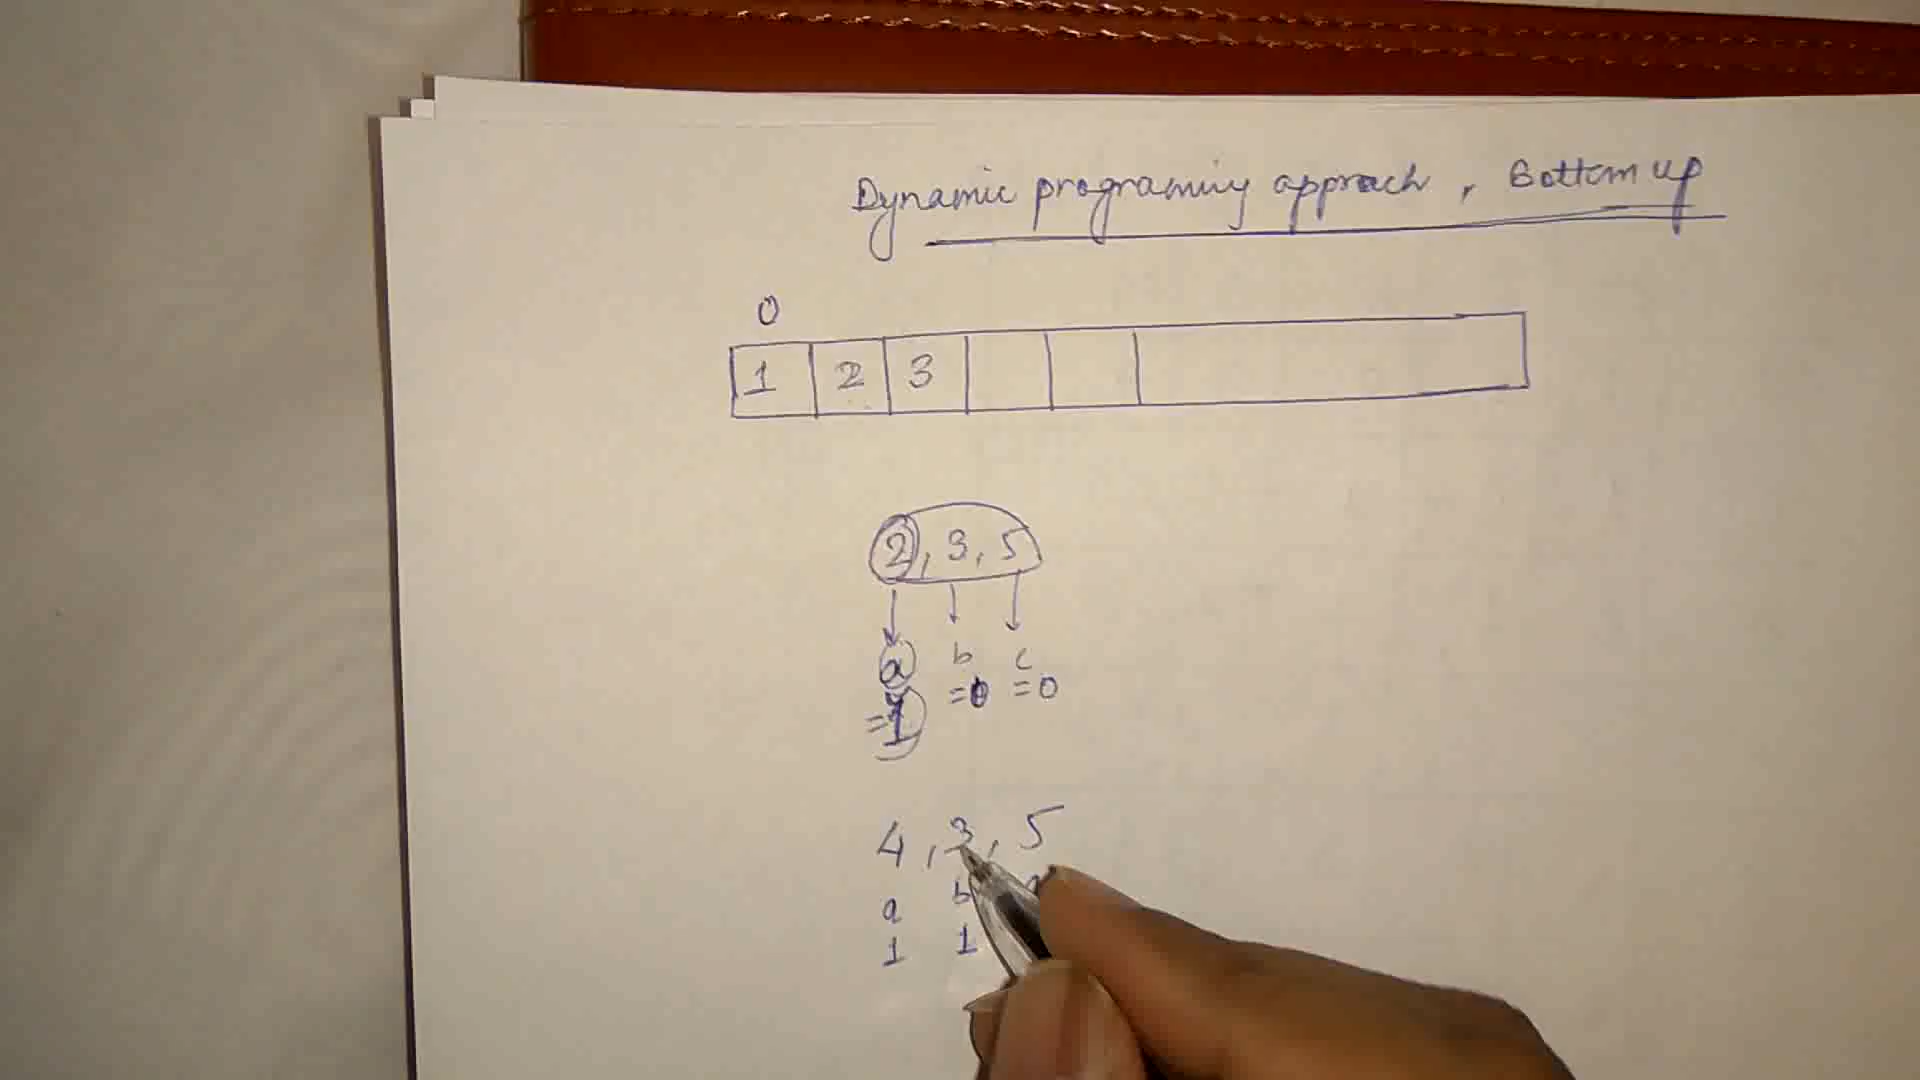 Dynamic programing approach, Bottom up
0
1 2 3
2, 3, 5
a b c
=1 =0 =0
4, 3, 5
a b
1 1